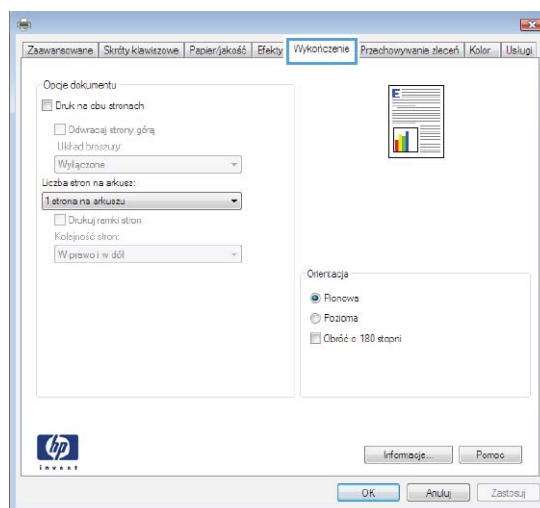 Zaawansowane Skróty klawiszowe Papier/jakość Efekty Wykończenie Przechowywanie zleceń Kolor Usługi
Opcje dokumentu
Druk na obu stronach
Odwracaj strony górą
Układ broszury:
Wyłączone
Liczba stron na arkusz:
1 strona na arkuszu
Drukuj ramki stron
Kolejność stron:
W prawo i w dół
E
Orientacja
Pionowa
Pozioma
Obróć o 180 stopni
hp
invent
Informacje... Pomoc
OK Anuluj Zastosuj